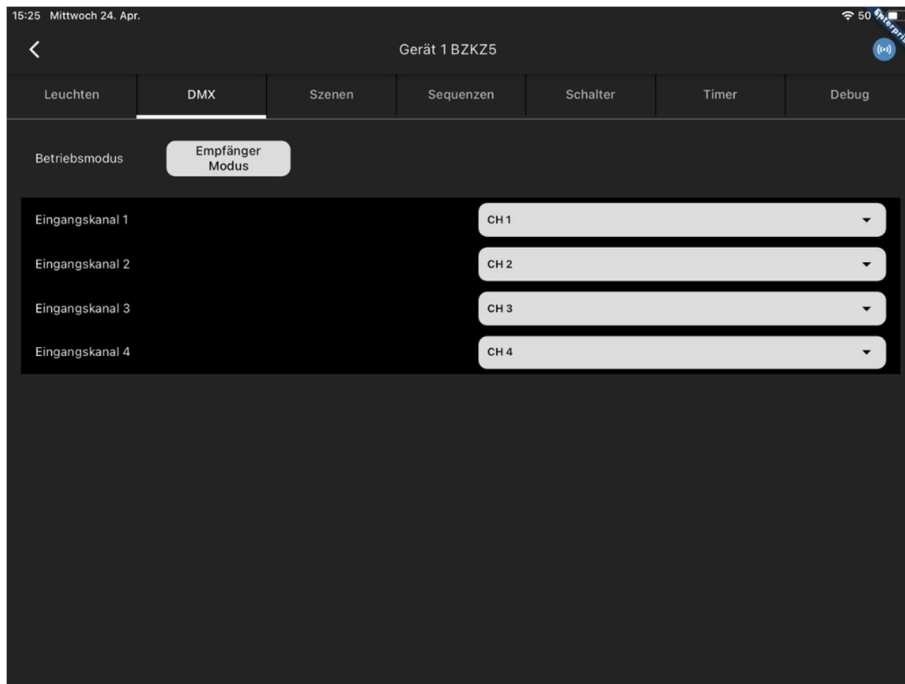 15:25 Mittwoch 24. Apr.
50
Gerät 1 BZKZ5
Leuchten DMX Szenen Sequenzen Schalter Timer Debug
Betriebsmodus
Empfänger
Modus
Eingangskanal 1 CH 1
Eingangskanal 2 CH 2
Eingangskanal 3 CH 3
Eingangskanal 4 CH 4